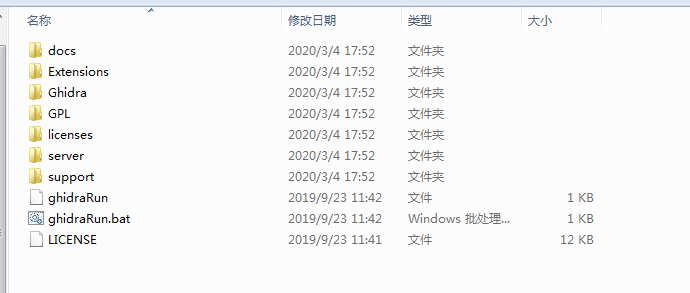 名称 修改日期 类型 大小
docs 2020/3/4 17:52 文件夹
Extensions 2020/3/4 17:52 文件夹
Ghidra 2020/3/4 17:52 文件夹
GPL 2020/3/4 17:52 文件夹
licenses 2020/3/4 17:52 文件夹
server 2020/3/4 17:52 文件夹
support 2020/3/4 17:52 文件夹
ghidraRun 2019/9/23 11:42 文件 1 KB
ghidraRun.bat 2019/9/23 11:42 Windows 批处理... 1 KB
LICENSE 2019/9/23 11:41 文件 12 KB